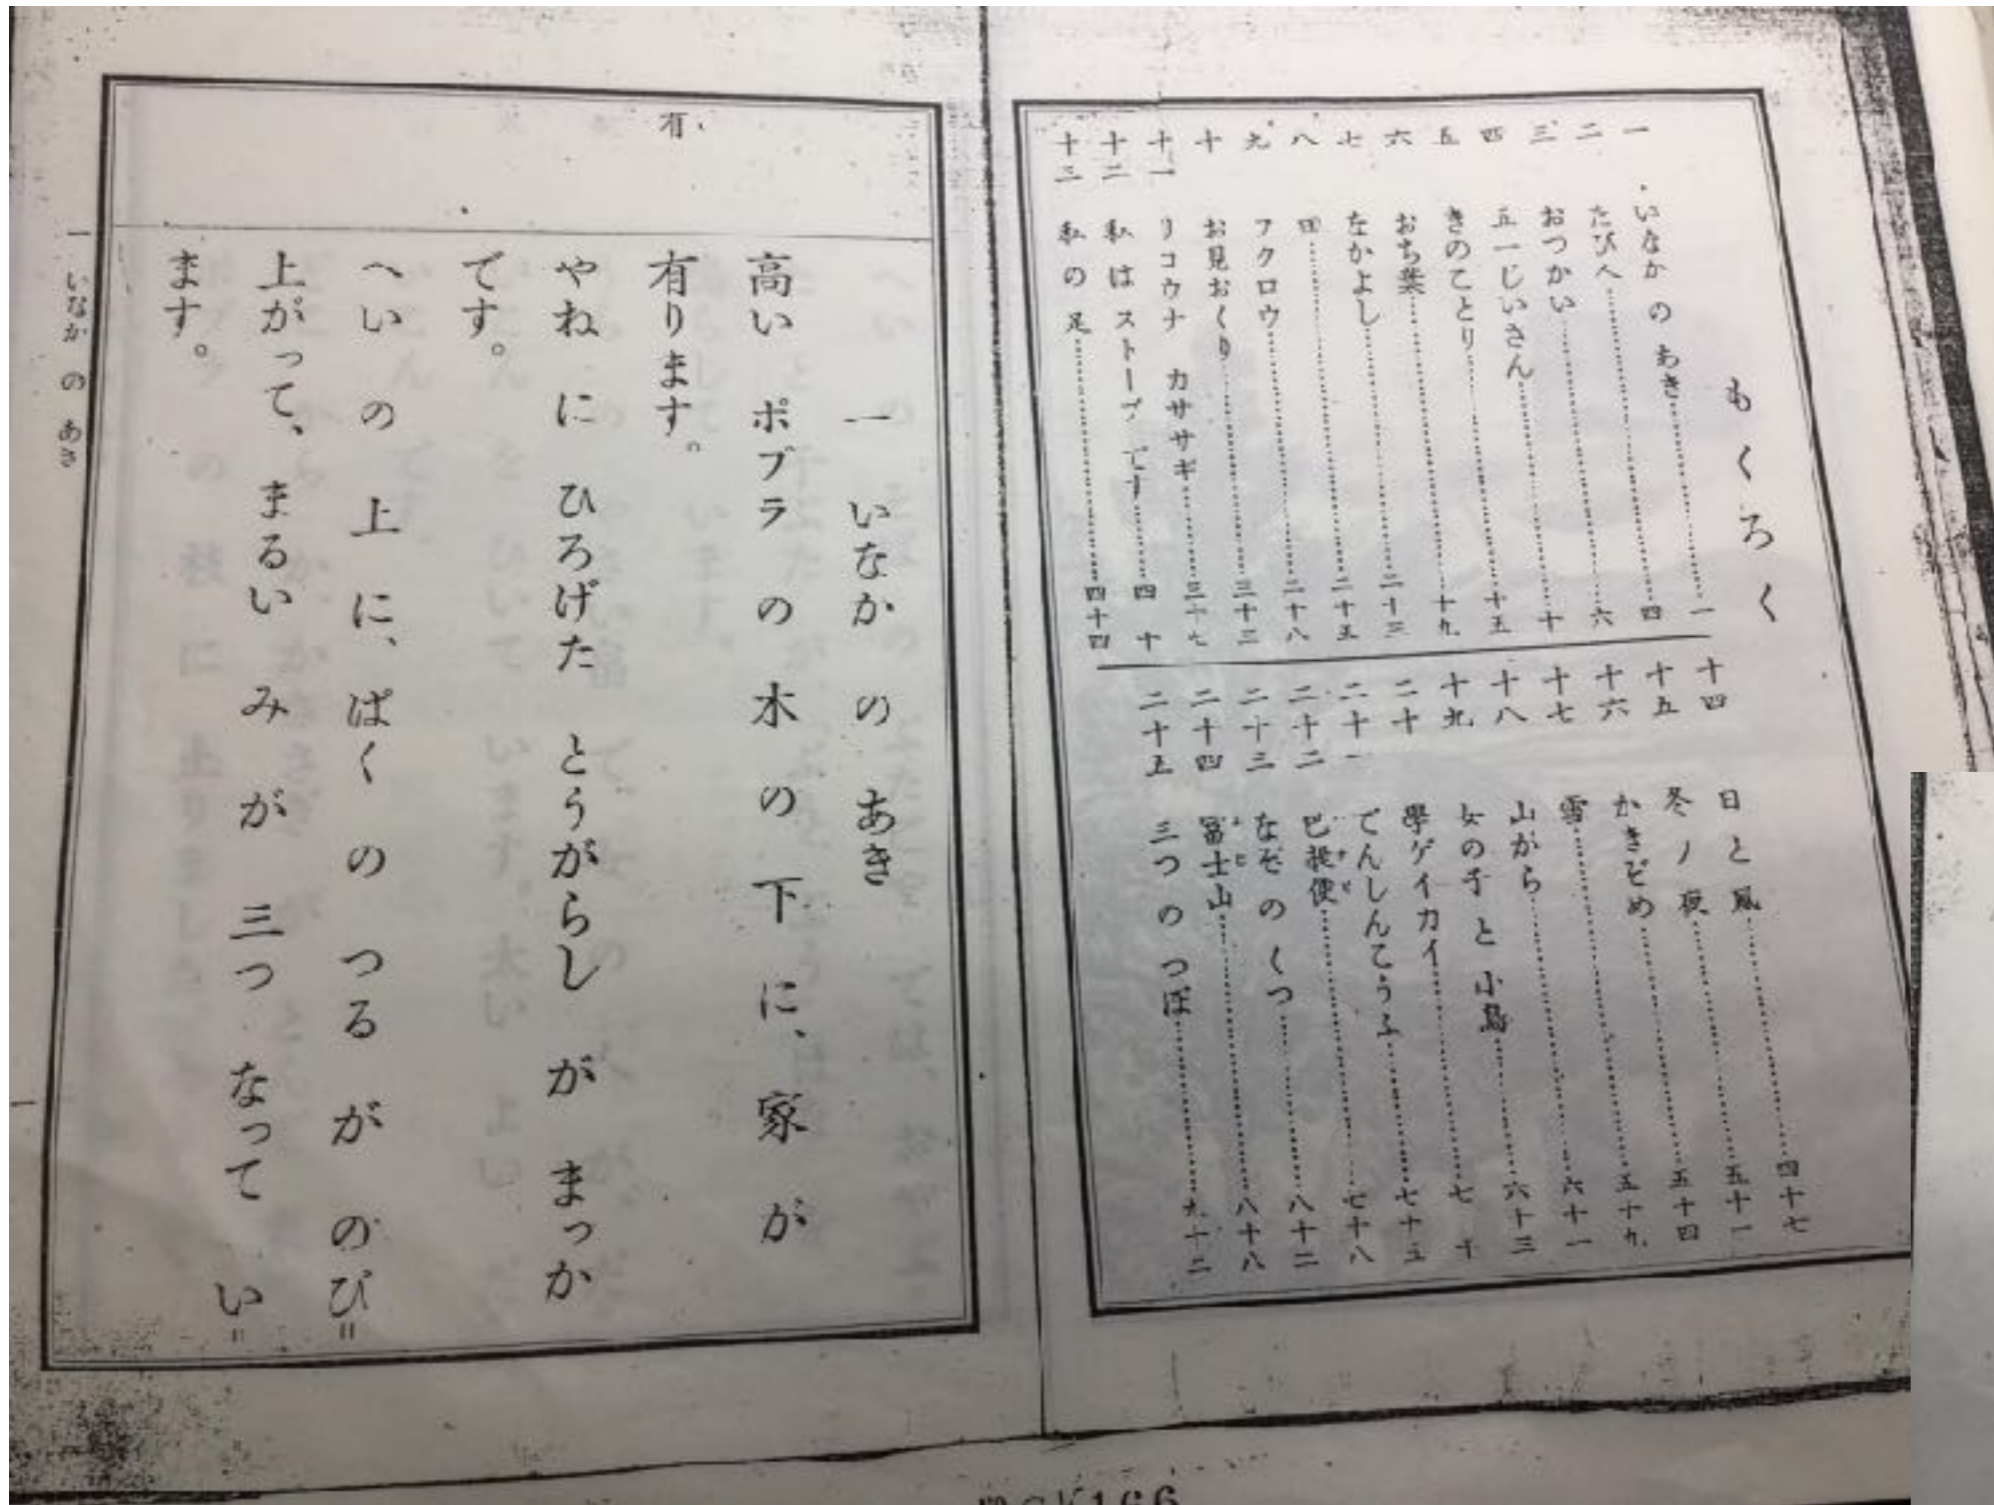 もくろく
一 いなか の あき 一
二 たびへ 四
三 おつかい 六
四 五一じいさん 十
五 きのことり 十五
六 おち葉 十九
七 なかよし 二十三
八 四 二十五
九 フクロウ 二十八
十 お見おくり 三十三
十一 リコウナ カササギ 三十七
十二 私 は ストーブ 四十
十三 私 の 足 四十四
十四 日 と 風 四十七
十五 冬 ノ 夜 五十一
十六 かきぞめ 五十四
十七 雪 五十九
十八 山がら 六十一
十九 女の子 と 小鳥 六十三
二十 學ゲイカイ 七十
二十一 でんしんこうふ 七十五
二十二 巴提便 七十八
二十三 なぞ の くつ 八十二
二十四 富士山 八十八
二十五 三つ の つぼ 九十二
有
一 いなか の あき
高い ポプラ の 木 の 下 に、家 が
有ります。
やね に ひろげた とうがらし が まっか
です。
へい の 上 に、ぱく の つる が のび=
上がって、まるい み が 三つ なって い=
ます。
一 いなか の あき
一
166